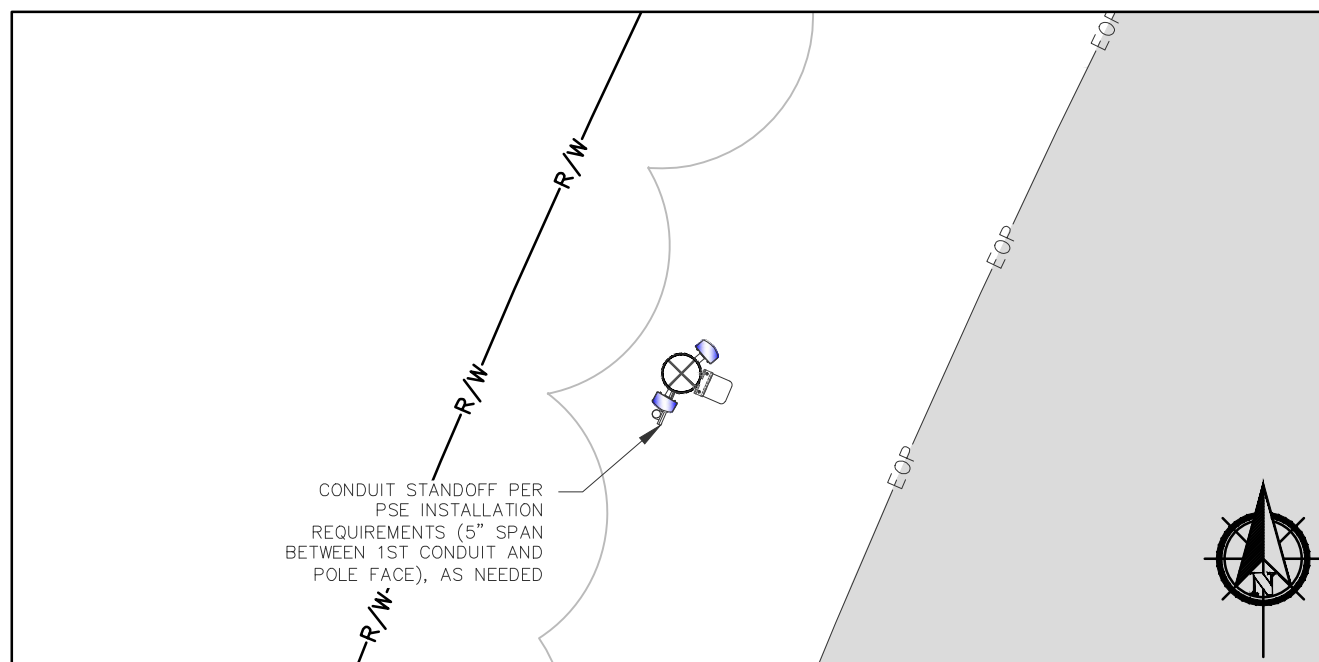 EOP
R/W
EOP
R/W
EOP
CONDUIT STANDOFF PER
PSE INSTALLATION
REQUIREMENTS (5" SPAN
BETWEEN 1ST CONDUIT AND
POLE FACE), AS NEEDED
N
R/W